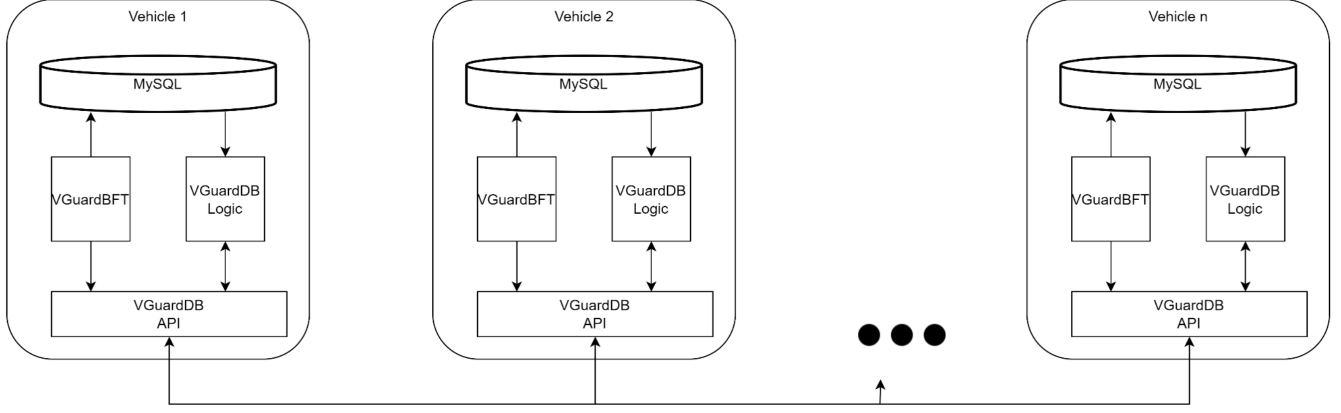 Vehicle 1
MySQL
VGuardBFT
VGuardDB
Logic
VGuardDB
API
Vehicle 2
MySQL
VGuardBFT
VGuardDB
Logic
VGuardDB
API
Vehicle n
MySQL
VGuardBFT
VGuardDB
Logic
VGuardDB
API